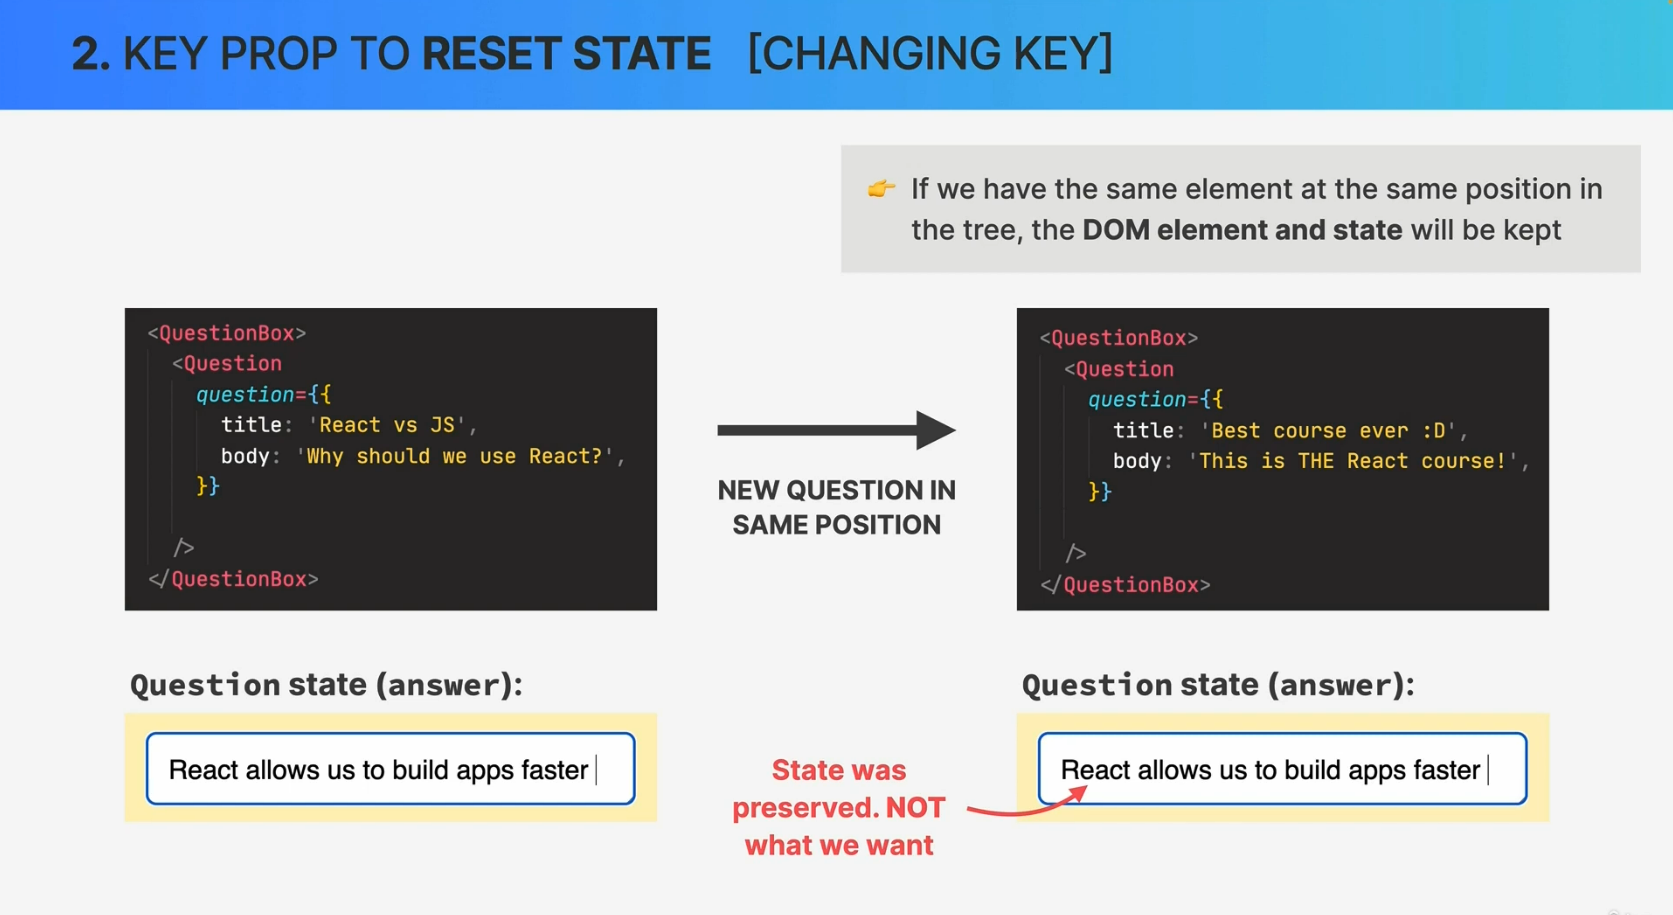 2. KEY PROP TO RESET STATE [CHANGING KEY]
👉 If we have the same element at the same position in
the tree, the DOM element and state will be kept
<QuestionBox>
<Question
question={{
title: 'React vs JS',
body: 'Why should we use React?',
}}
/>
</QuestionBox>
NEW QUESTION IN
SAME POSITION
<QuestionBox>
<Question
question={{
title: 'Best course ever :D',
body: 'This is THE React course!',
}}
/>
</QuestionBox>
Question state (answer):
React allows us to build apps faster
State was
preserved. NOT
what we want
Question state (answer):
React allows us to build apps faster